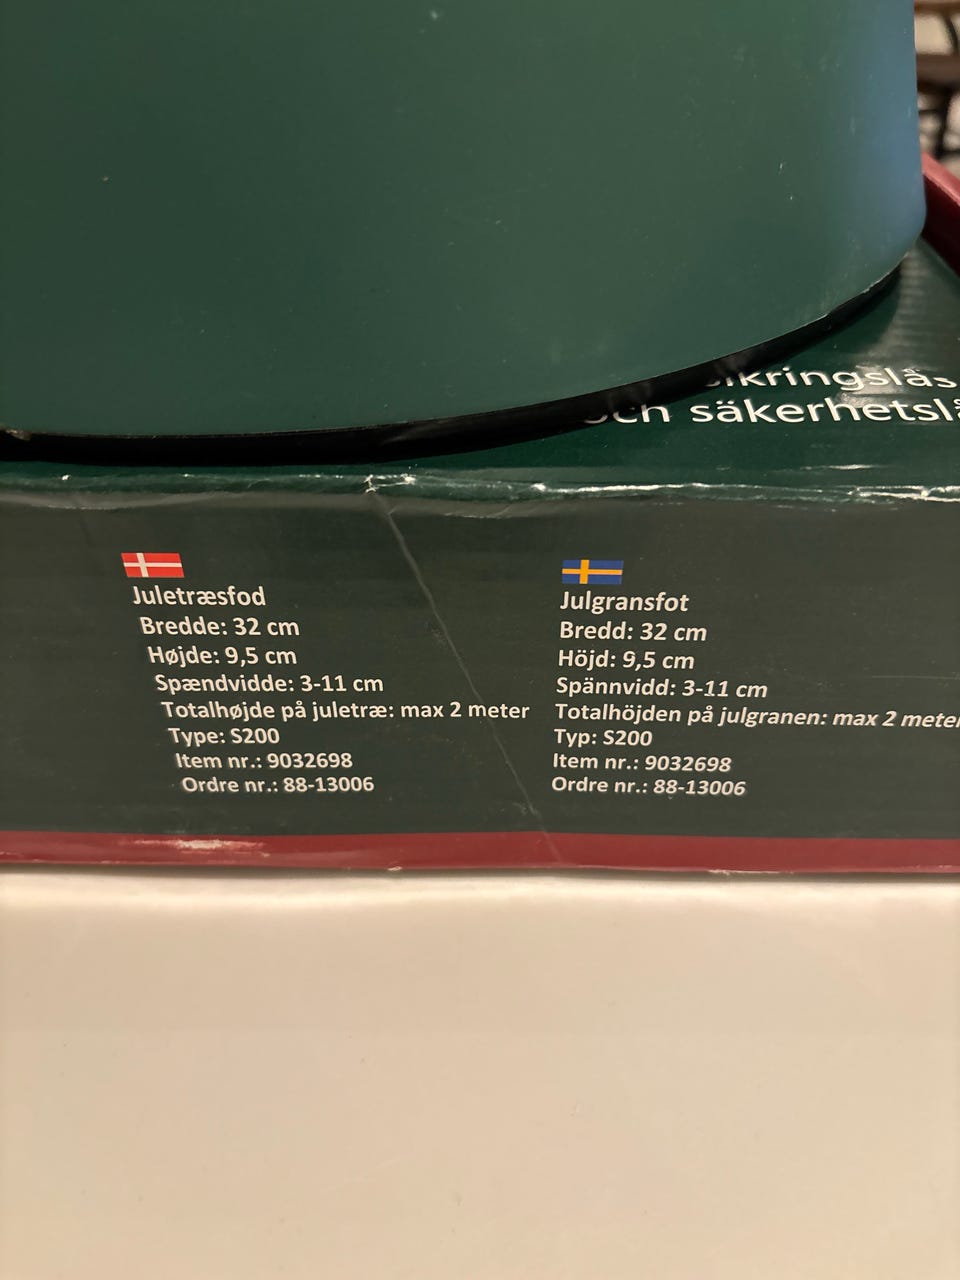 och säkerhetslå
Juletræsfod
Bredde: 32 cm
Højde: 9,5 cm
Spændvidde: 3-11 cm
Totalhøjde på juletræ: max 2 meter
Type: S200
Item nr.: 9032698
Ordre nr.: 88-13006
Julgransfot
Bredd: 32 cm
Höjd: 9,5 cm
Spännvidd: 3-11 cm
Totalhöjden på julgranen: max 2 meter
Typ: S200
Item nr.: 9032698
Ordre nr.: 88-13006